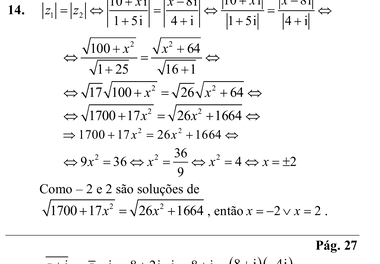 14. |z₁| = |z₂| ⇔ |(10 + xi)/(1 + 5i)| = |(x − 8i)/(4 + i)| ⇔ |10 + xi|/|1 + 5i| = |x − 8i|/|4 + i| ⇔
⇔ √(100 + x²)/√(1 + 25) = √(x² + 64)/√(16 + 1) ⇔
⇔ √17 √(100 + x²) = √26 √(x² + 64) ⇔
⇔ √(1700 + 17x²) = √(26x² + 1664) ⇔
⇒ 1700 + 17x² = 26x² + 1664 ⇔
⇔ 9x² = 36 ⇔ x² = 36/9 ⇔ x² = 4 ⇔ x = ±2
Como – 2 e 2 são soluções de
√(1700 + 17x²) = √(26x² + 1664) , então x = −2 ∨ x = 2 .
Pág. 27